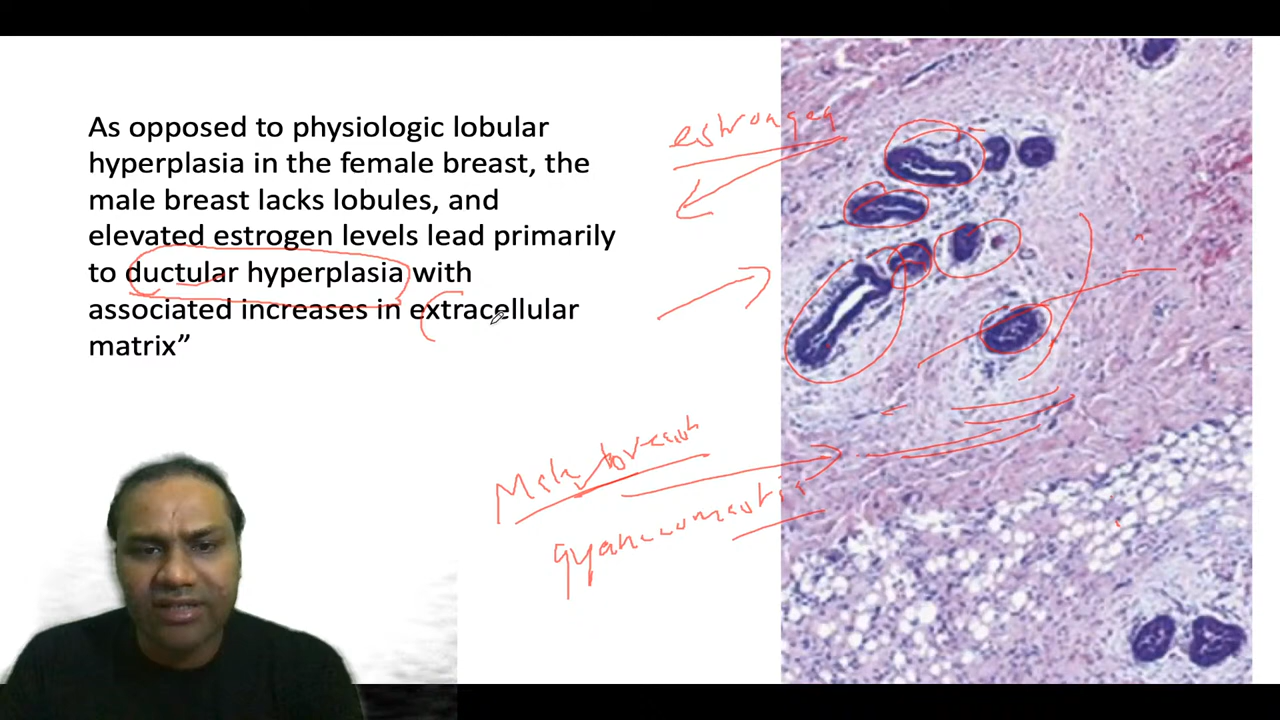 As opposed to physiologic lobular
hyperplasia in the female breast, the
male breast lacks lobules, and
elevated estrogen levels lead primarily
to ductular hyperplasia with
associated increases in extracellular
matrix”
estrogen
Male breast